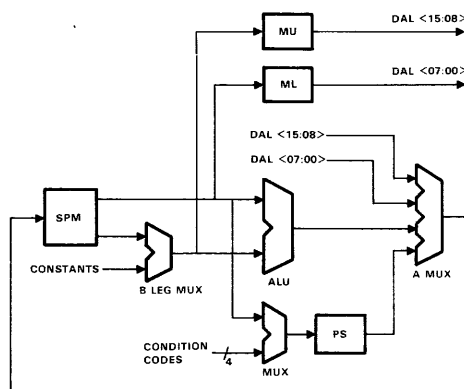 MU
DAL <15:08>
ML
DAL <07:00>
DAL <15:08>
DAL <07:00>
SPM
CONSTANTS
B LEG MUX
ALU
A MUX
CONDITION
CODES
4
MUX
PS